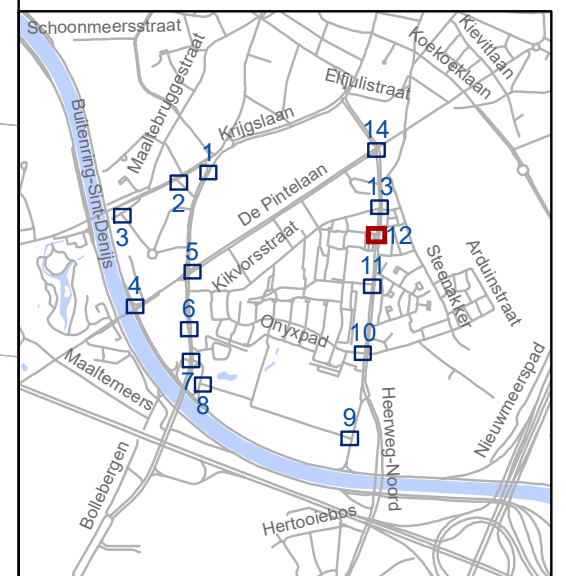 Schoonmeersstraat
Kievitlaan
Koekoeklaan
Maaltebruggestraat
Elfjulistraat
Krijgslaan
Buitenring-Sint-Denijs
14
1
De Pintelaan
2
13
3
12
Kikvorsstraat
Steenakker
Arduinstraat
5
11
4
6
Onyxpad
10
Maaltemeers
7
8
Nieuwmeerspad
Heerweg-Noord
9
Bollebergen
Hertooiebos